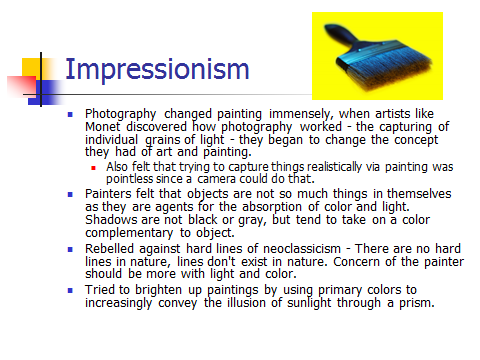 Impressionism
Photography changed painting immensely, when artists like
Monet discovered how photography worked - the capturing of
individual grains of light - they began to change the concept
they had of art and painting.
Also felt that trying to capture things realistically via painting was
pointless since a camera could do that.
Painters felt that objects are not so much things in themselves
as they are agents for the absorption of color and light.
Shadows are not black or gray, but tend to take on a color
complementary to object.
Rebelled against hard lines of neoclassicism - There are no hard
lines in nature, lines don't exist in nature. Concern of the painter
should be more with light and color.
Tried to brighten up paintings by using primary colors to
increasingly convey the illusion of sunlight through a prism.